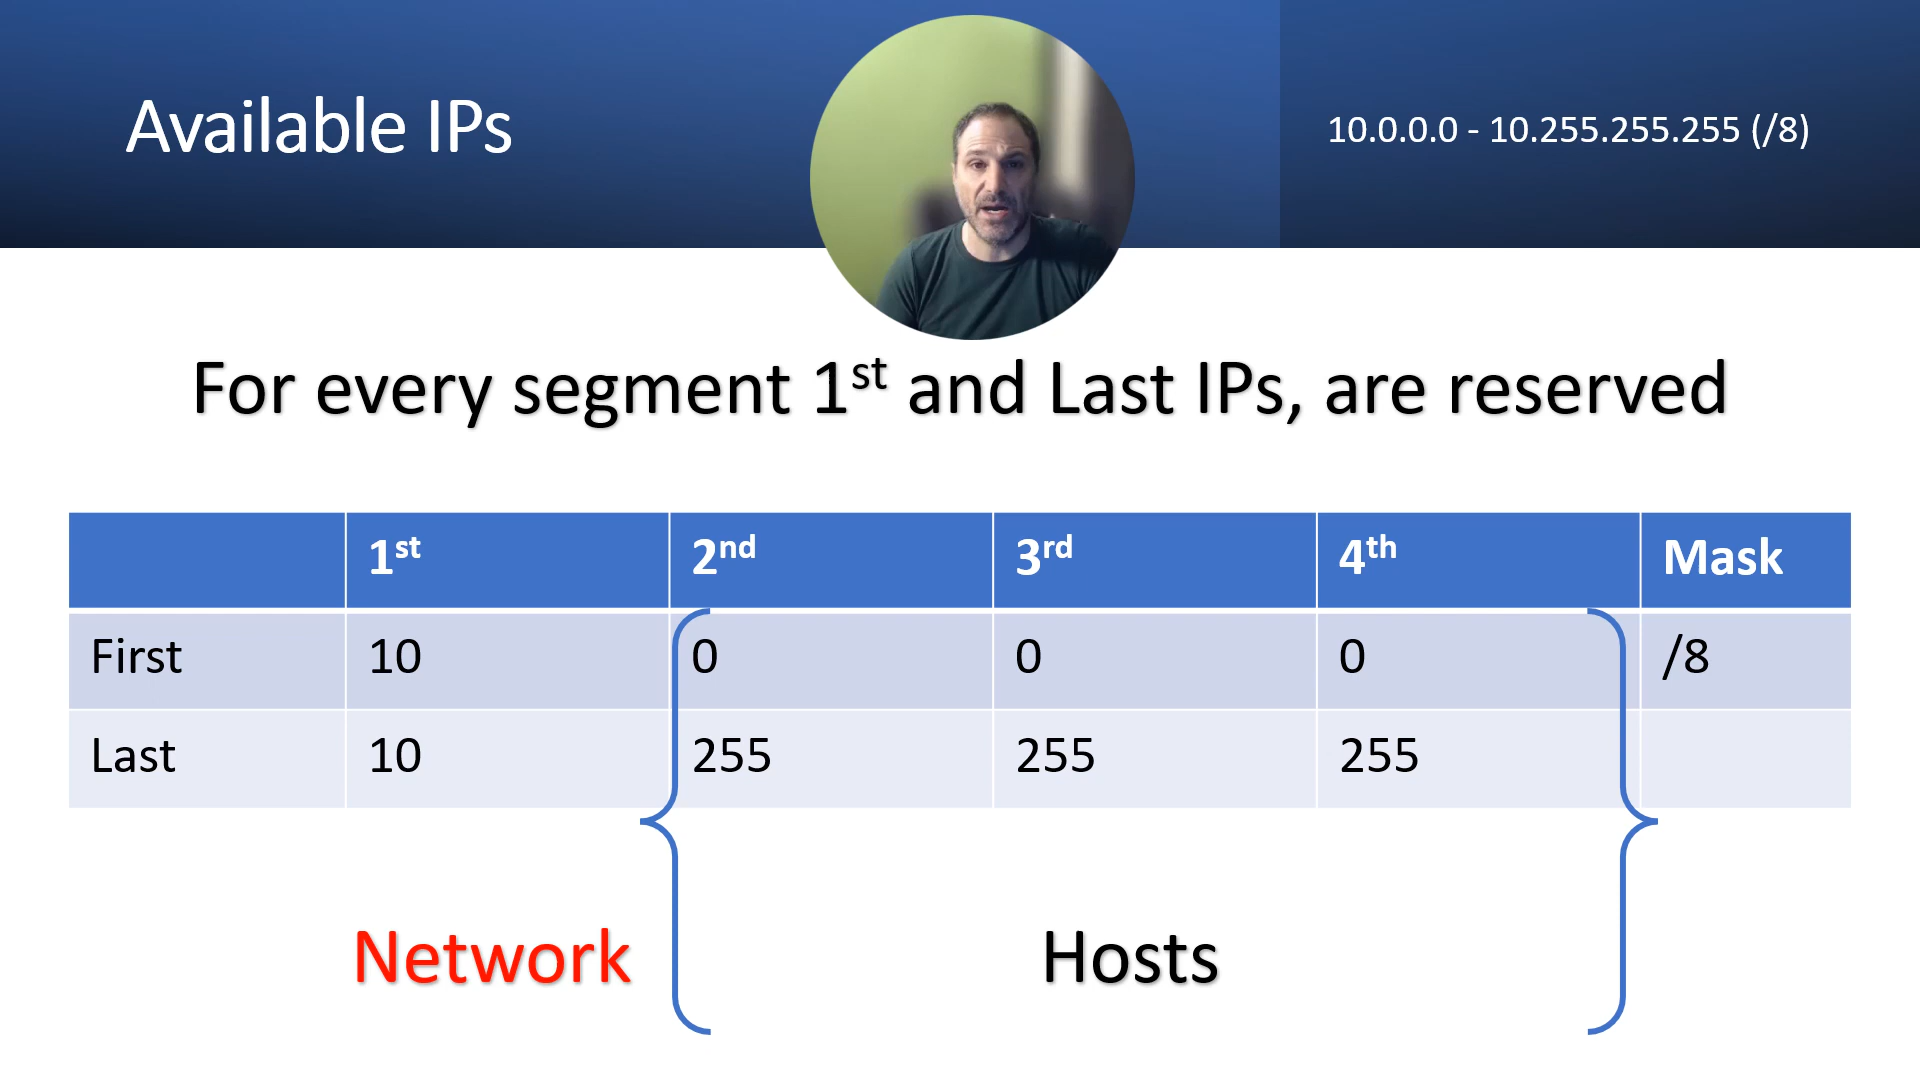 Available IPs
10.0.0.0 - 10.255.255.255 (/8)
For every segment 1st and Last IPs, are reserved
1st 2nd 3rd 4th Mask
First 10 0 0 0 /8
Last 10 255 255 255
Network Hosts